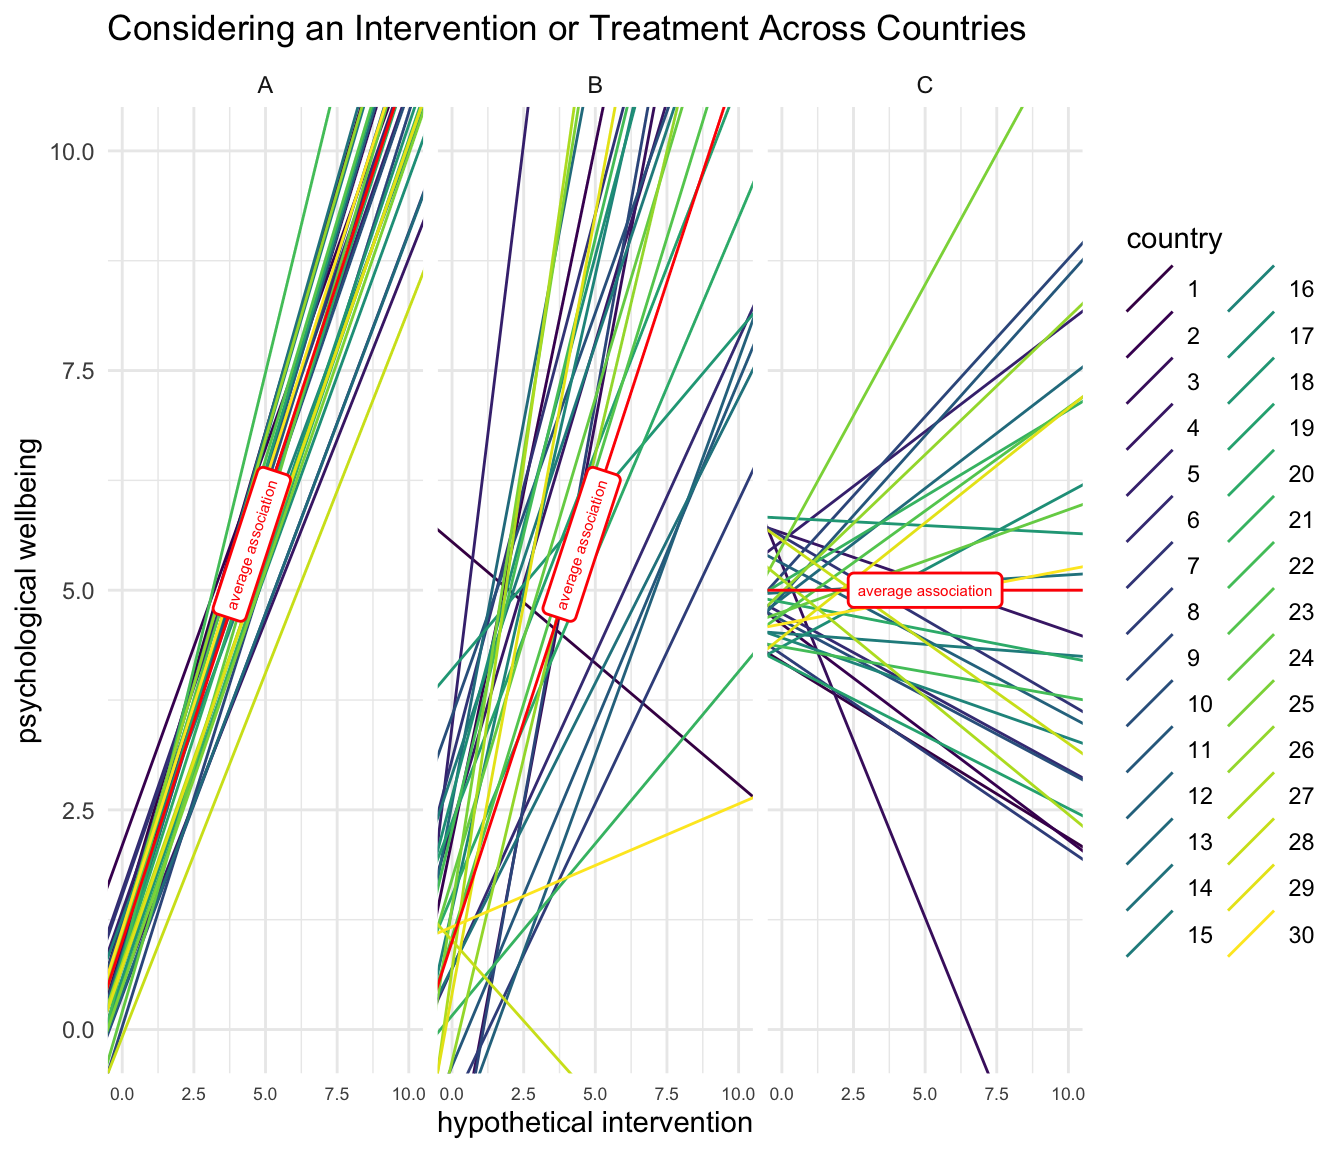 Considering an Intervention or Treatment Across Countries
A
B
C
psychological wellbeing
10.0
7.5
5.0
2.5
0.0
average association
average association
average association
0.0 2.5 5.0 7.5 10.0
0.0 2.5 5.0 7.5 10.0
0.0 2.5 5.0 7.5 10.0
hypothetical intervention
country
1
2
3
4
5
6
7
8
9
10
11
12
13
14
15
16
17
18
19
20
21
22
23
24
25
26
27
28
29
30